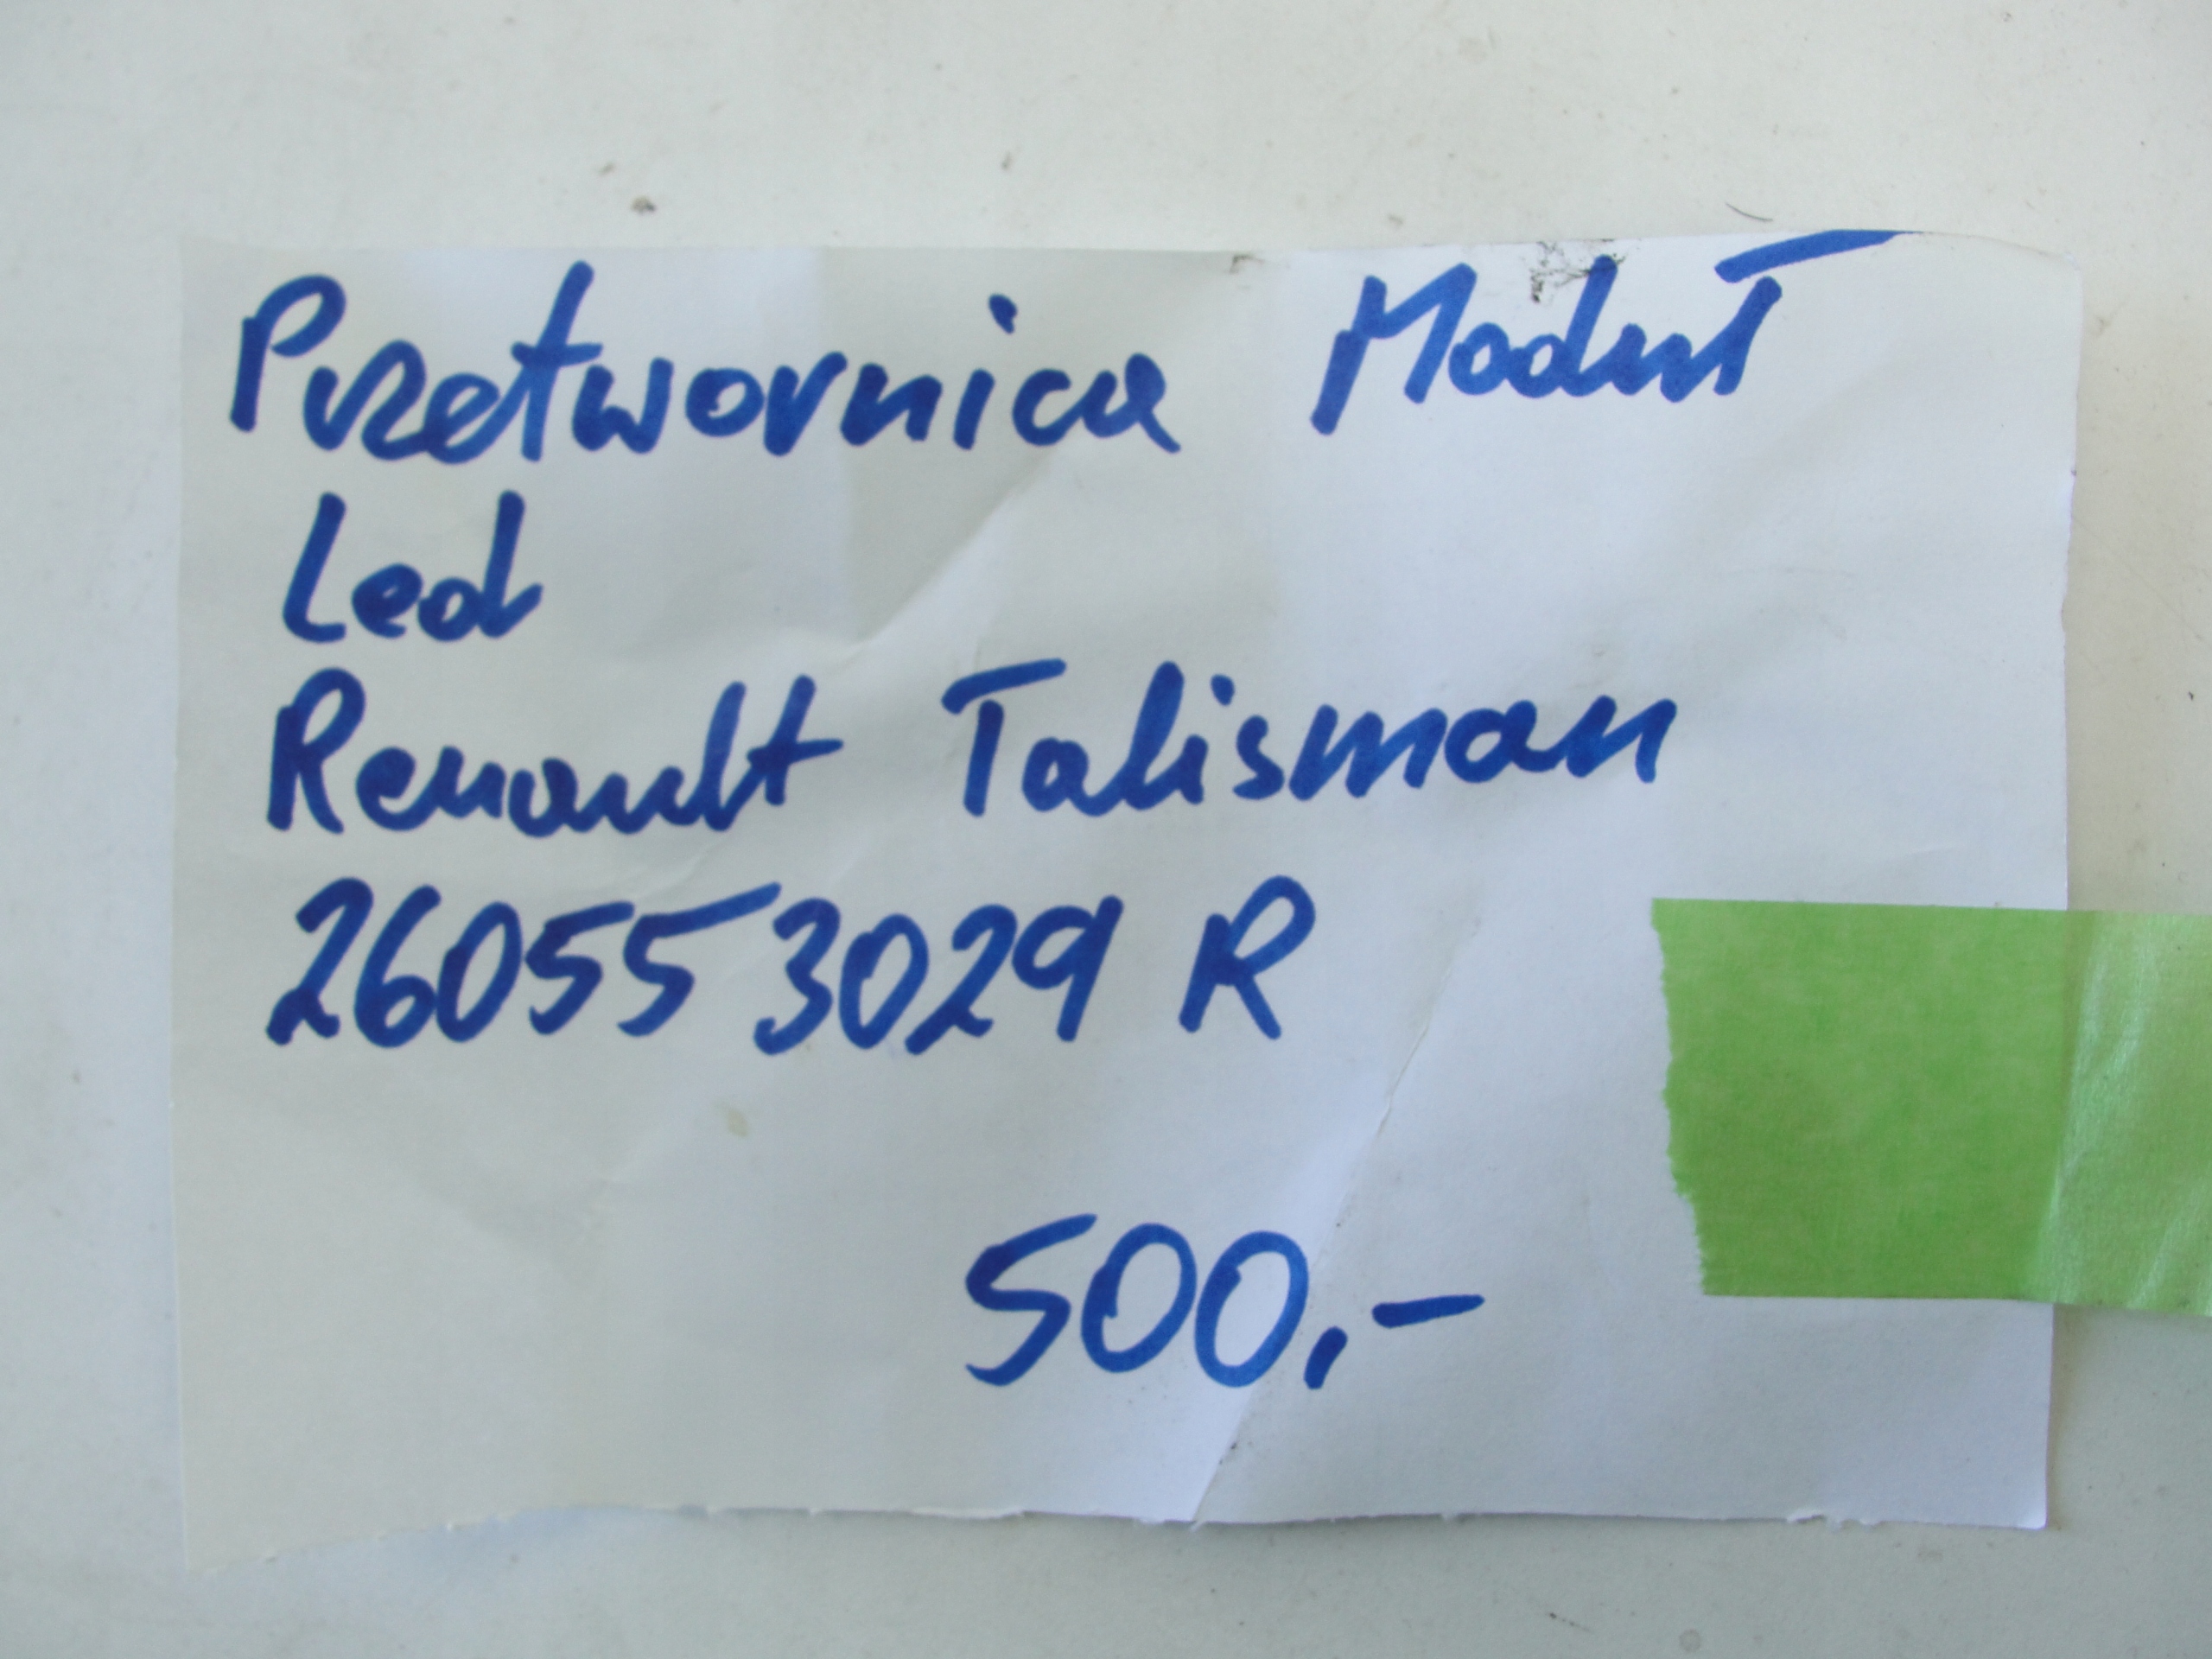 Przetwornica Moduł
Led
Renault Talisman
260553029 R
500,-